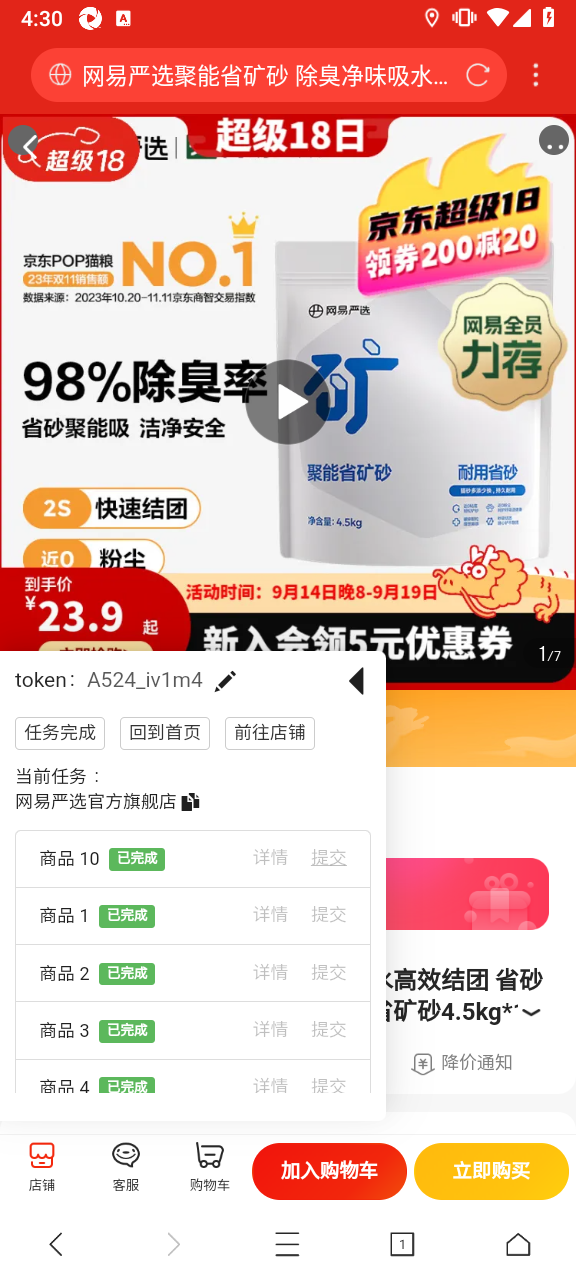 4:30
网易严选聚能省矿砂 除臭净味吸水...
超级18
超级18日
京东超级18日
领券200减20
京东POP猫粮
23年双11销售额
NO.1
数据来源：2023年10.20-11.11京东商智交易指数
网易严选
网易全员
力荐
98%除臭率
省砂聚能吸 洁净安全
矿
聚能省矿砂
耐用省砂
净含量: 4.5kg
2S 快速结团
近0 粉尘
到手价
¥23.9 起
活动时间：9月14日晚8-9月19日
新入会领5元优惠券
1/7
token： A524_iv1m4
任务完成 回到首页 前往店铺
当前任务：
网易严选官方旗舰店
商品 10 已完成 详情 提交
商品 1 已完成 详情 提交
商品 2 已完成 详情 提交
商品 3 已完成 详情 提交
商品 4 已完成 详情 提交
水高效结团 省砂
省矿砂4.5kg*
降价通知
店铺 客服 购物车 加入购物车 立即购买
1